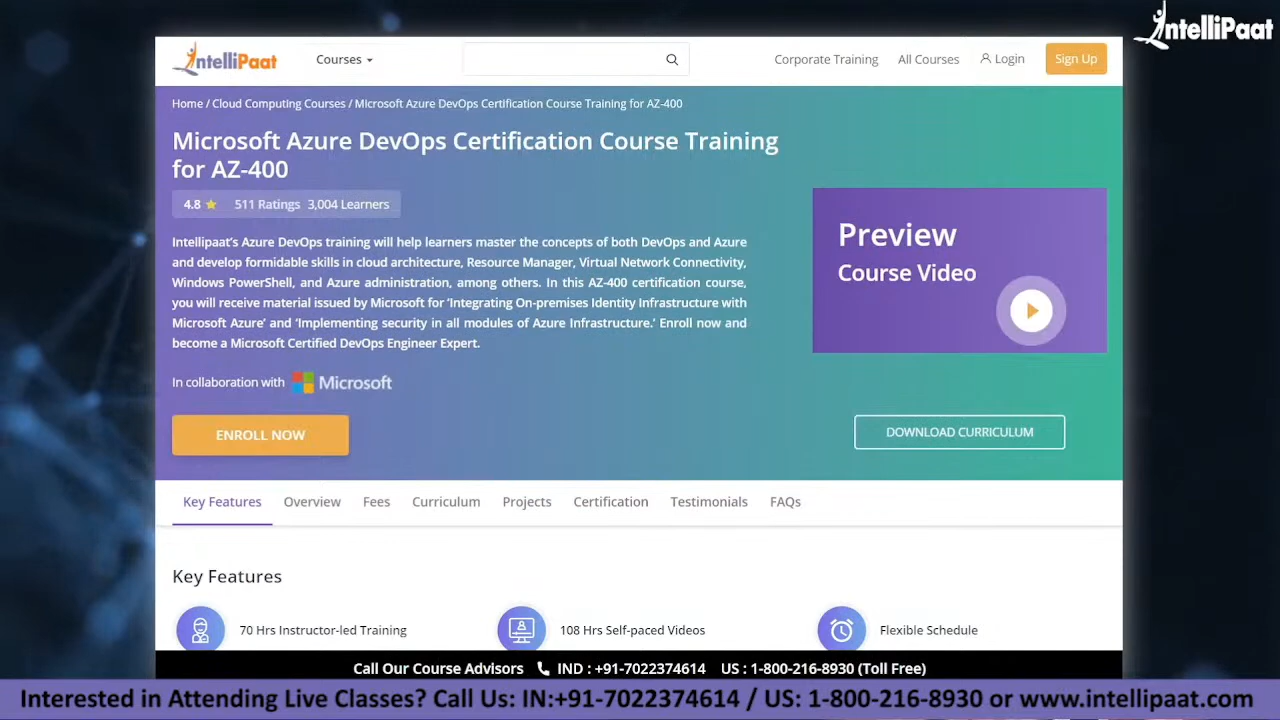 IntelliPaat
IntelliPaat
Courses
Corporate Training
All Courses
Login
Sign Up
Home / Cloud Computing Courses / Microsoft Azure DevOps Certification Course Training for AZ-400
Microsoft Azure DevOps Certification Course Training
for AZ-400
4.8 ★ 511 Ratings 3,004 Learners
Intellipaat's Azure DevOps training will help learners master the concepts of both DevOps and Azure
and develop formidable skills in cloud architecture, Resource Manager, Virtual Network Connectivity,
Windows PowerShell, and Azure administration, among others. In this AZ-400 certification course,
you will receive material issued by Microsoft for 'Integrating On-premises Identity Infrastructure with
Microsoft Azure' and 'Implementing security in all modules of Azure Infrastructure.' Enroll now and
become a Microsoft Certified DevOps Engineer Expert.
Preview
Course Video
In collaboration with Microsoft
ENROLL NOW
DOWNLOAD CURRICULUM
Key Features Overview Fees Curriculum Projects Certification Testimonials FAQs
Key Features
70 Hrs Instructor-led Training
108 Hrs Self-paced Videos
Flexible Schedule
Call Our Course Advisors IND : +91-7022374614 US : 1-800-216-8930 (Toll Free)
Interested in Attending Live Classes? Call Us: IN:+91-7022374614 / US: 1-800-216-8930 or www.intellipaat.com